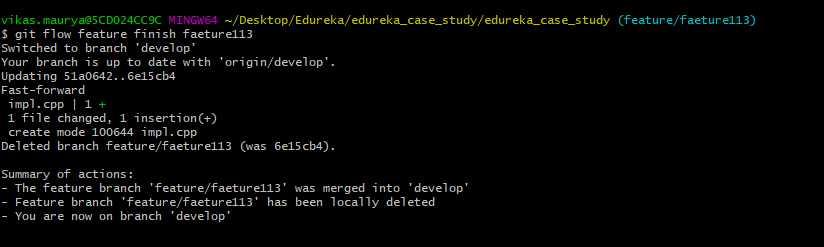 vikas.maurya@5CD024CC9C MINGW64 ~/Desktop/Edureka/edureka_case_study/edureka_case_study (feature/faeture113)
$ git flow feature finish faeture113
Switched to branch 'develop'
Your branch is up to date with 'origin/develop'.
Updating 51a0642..6e15cb4
Fast-forward
 impl.cpp | 1 +
 1 file changed, 1 insertion(+)
 create mode 100644 impl.cpp
Deleted branch feature/faeture113 (was 6e15cb4).

Summary of actions:
- The feature branch 'feature/faeture113' was merged into 'develop'
- Feature branch 'feature/faeture113' has been locally deleted
- You are now on branch 'develop'